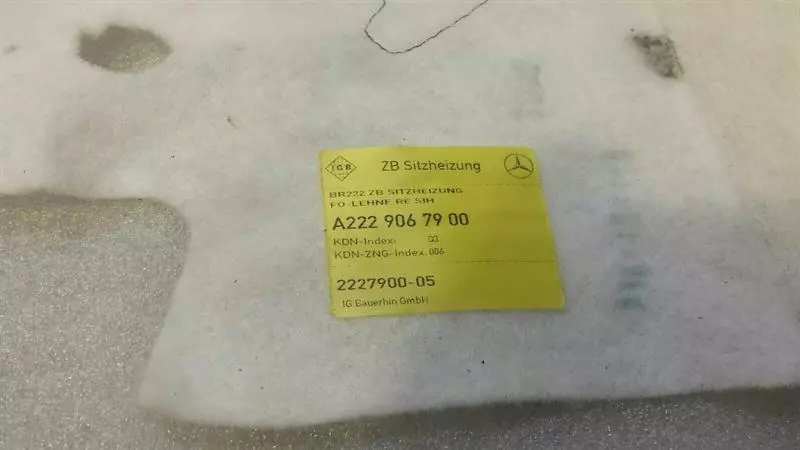 IGB ZB Sitzheizung
BR222 ZB SITZHEIZUNG
FO-LEHNE RE SIH
A222 906 79 00
KDN-Index: 03
KDN-ZNG-Index: 006
2227900-05
IG Bauerhin GmbH